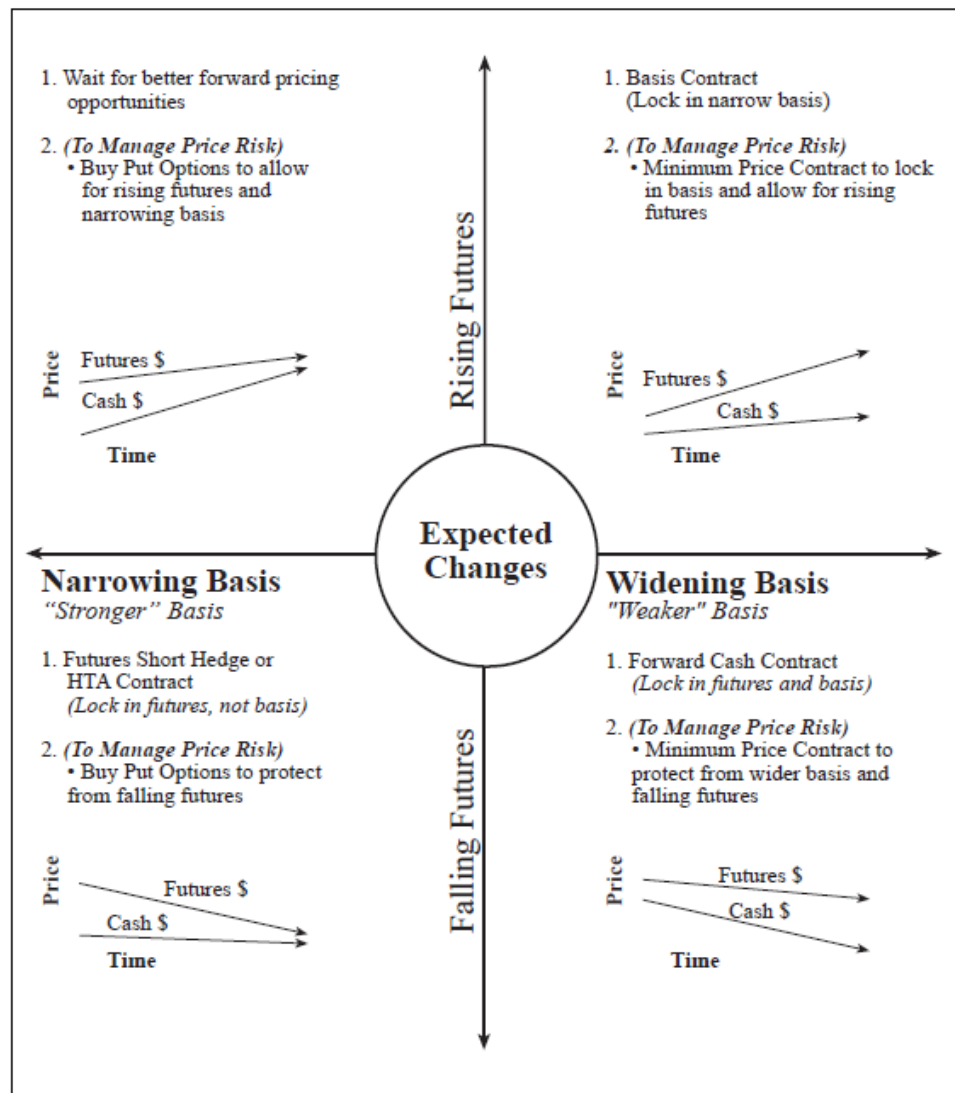 1. Wait for better forward pricing
opportunities
2. (To Manage Price Risk)
• Buy Put Options to allow
for rising futures and
narrowing basis
Price
Futures $
Cash $
Time
Rising Futures
1. Basis Contract
(Lock in narrow basis)
2. (To Manage Price Risk)
• Minimum Price Contract to lock
in basis and allow for rising
futures
Price
Futures $
Cash $
Time
Expected
Changes
Narrowing Basis
“Stronger” Basis
Widening Basis
"Weaker" Basis
1. Futures Short Hedge or
HTA Contract
(Lock in futures, not basis)
2. (To Manage Price Risk)
• Buy Put Options to protect
from falling futures
Price
Futures $
Cash $
Time
Falling Futures
1. Forward Cash Contract
(Lock in futures and basis)
2. (To Manage Price Risk)
• Minimum Price Contract to
protect from wider basis and
falling futures
Price
Futures $
Cash $
Time